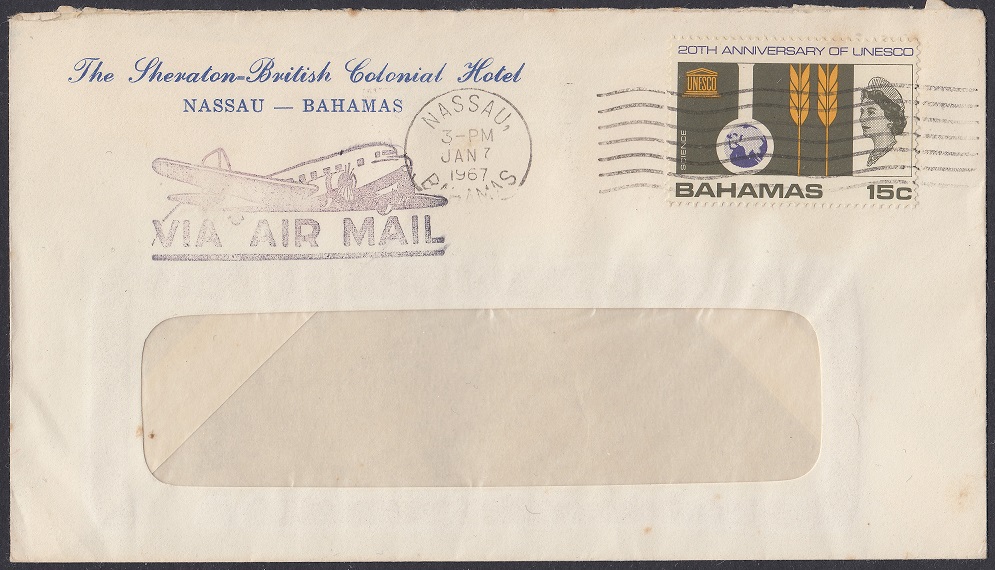 The Sheraton-British Colonial Hotel
NASSAU — BAHAMAS
NASSAU,
3-PM
JAN 7
1967
BAHAMAS
VIA AIR MAIL
20TH ANNIVERSARY OF UNESCO
UNESCO
SCIENCE
BAHAMAS 15c